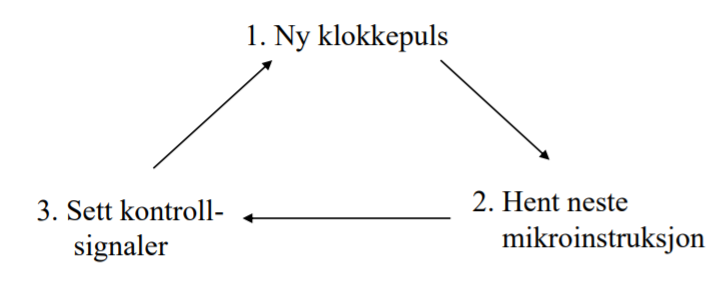 1. Ny klokkepuls
2. Hent neste
mikroinstruksjon
3. Sett kontroll-
signaler